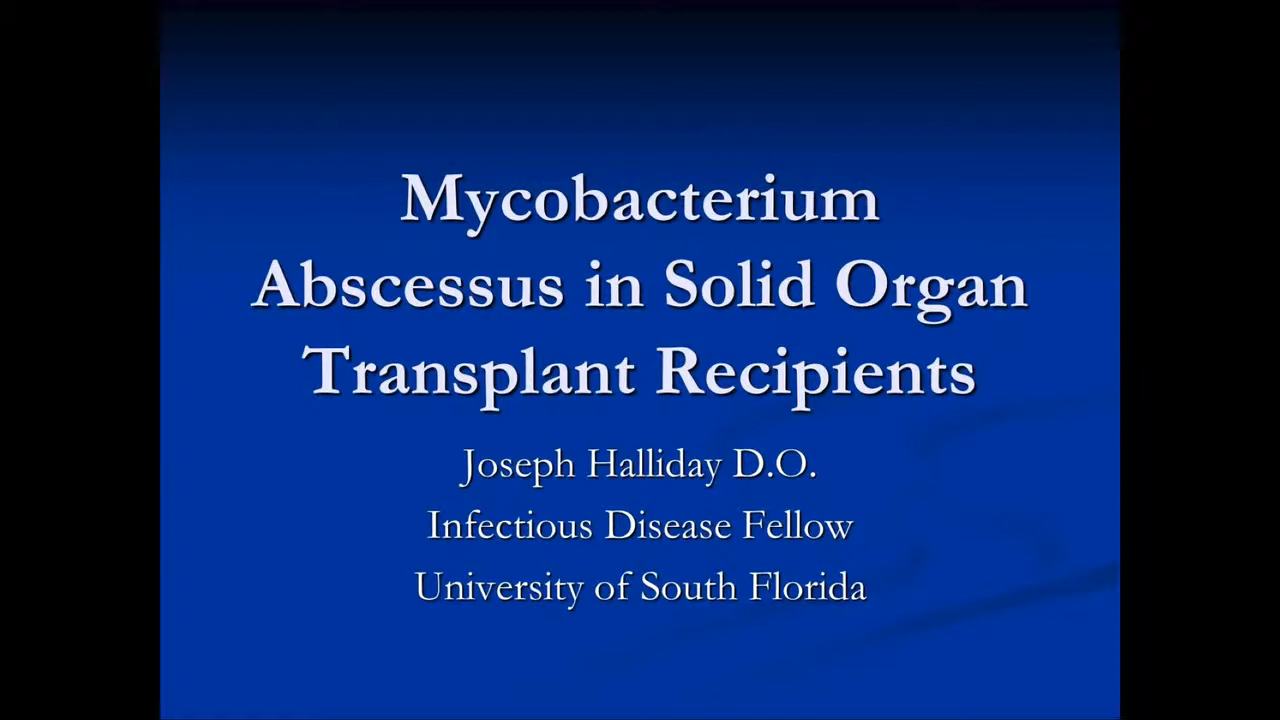 Mycobacterium
Abscessus in Solid Organ
Transplant Recipients
Joseph Halliday D.O.
Infectious Disease Fellow
University of South Florida